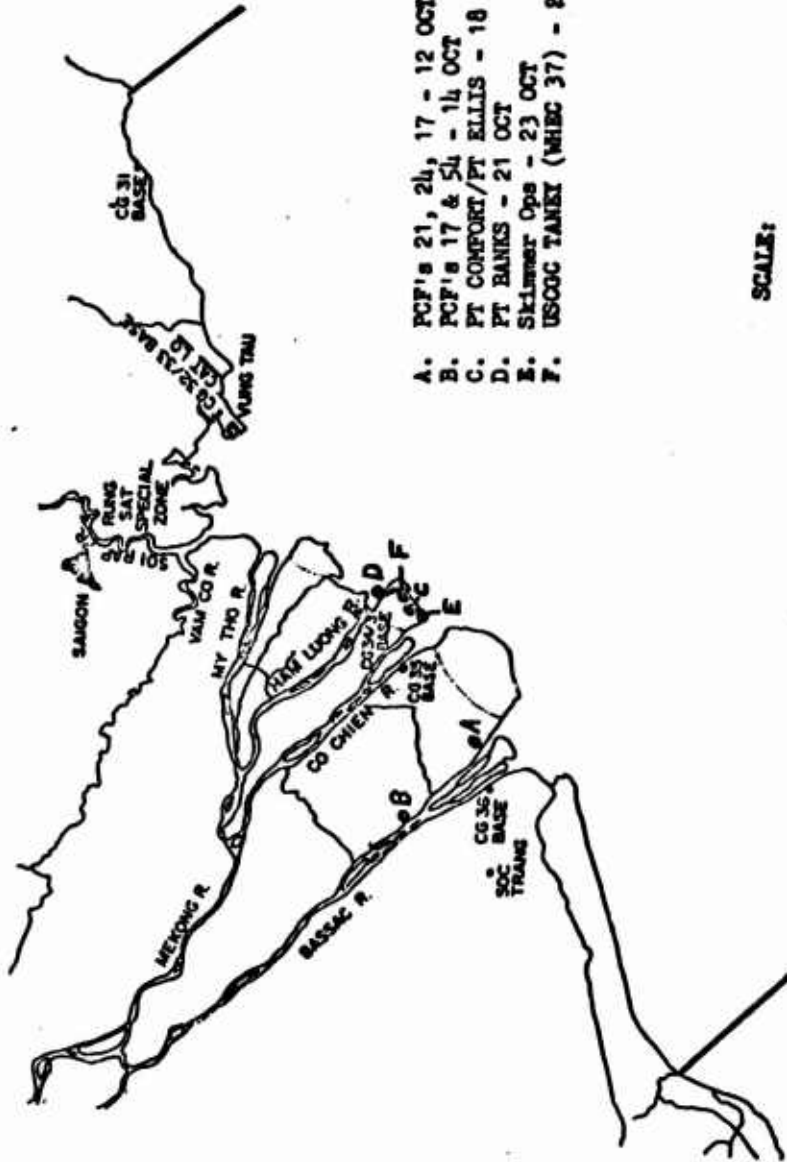 CG 31
BASE
CG 32/33 BASE
CAT LO
VUNG TAU
SAIGON
RUNG
SAT
SPECIAL
ZONE
VAM CO R.
MY THO R.
HAM LUONG R.
D
F
C
E
BASE
CG 35
BASE
CO CHIEN R.
A
B
CG 36
BASE
SOC
TRANG
MEKONG R.
BASSAC R.
A. PCF's 21, 24, 17 - 12 OCT
B. PCF's 17 & 54 - 14 OCT
C. PT COMFORT/PT ELLIS - 18
D. PT BANKS - 21 OCT
E. Skimmer Ops - 23 OCT
F. USCGC TANEY (WHEC 37) - 2
SCALE: